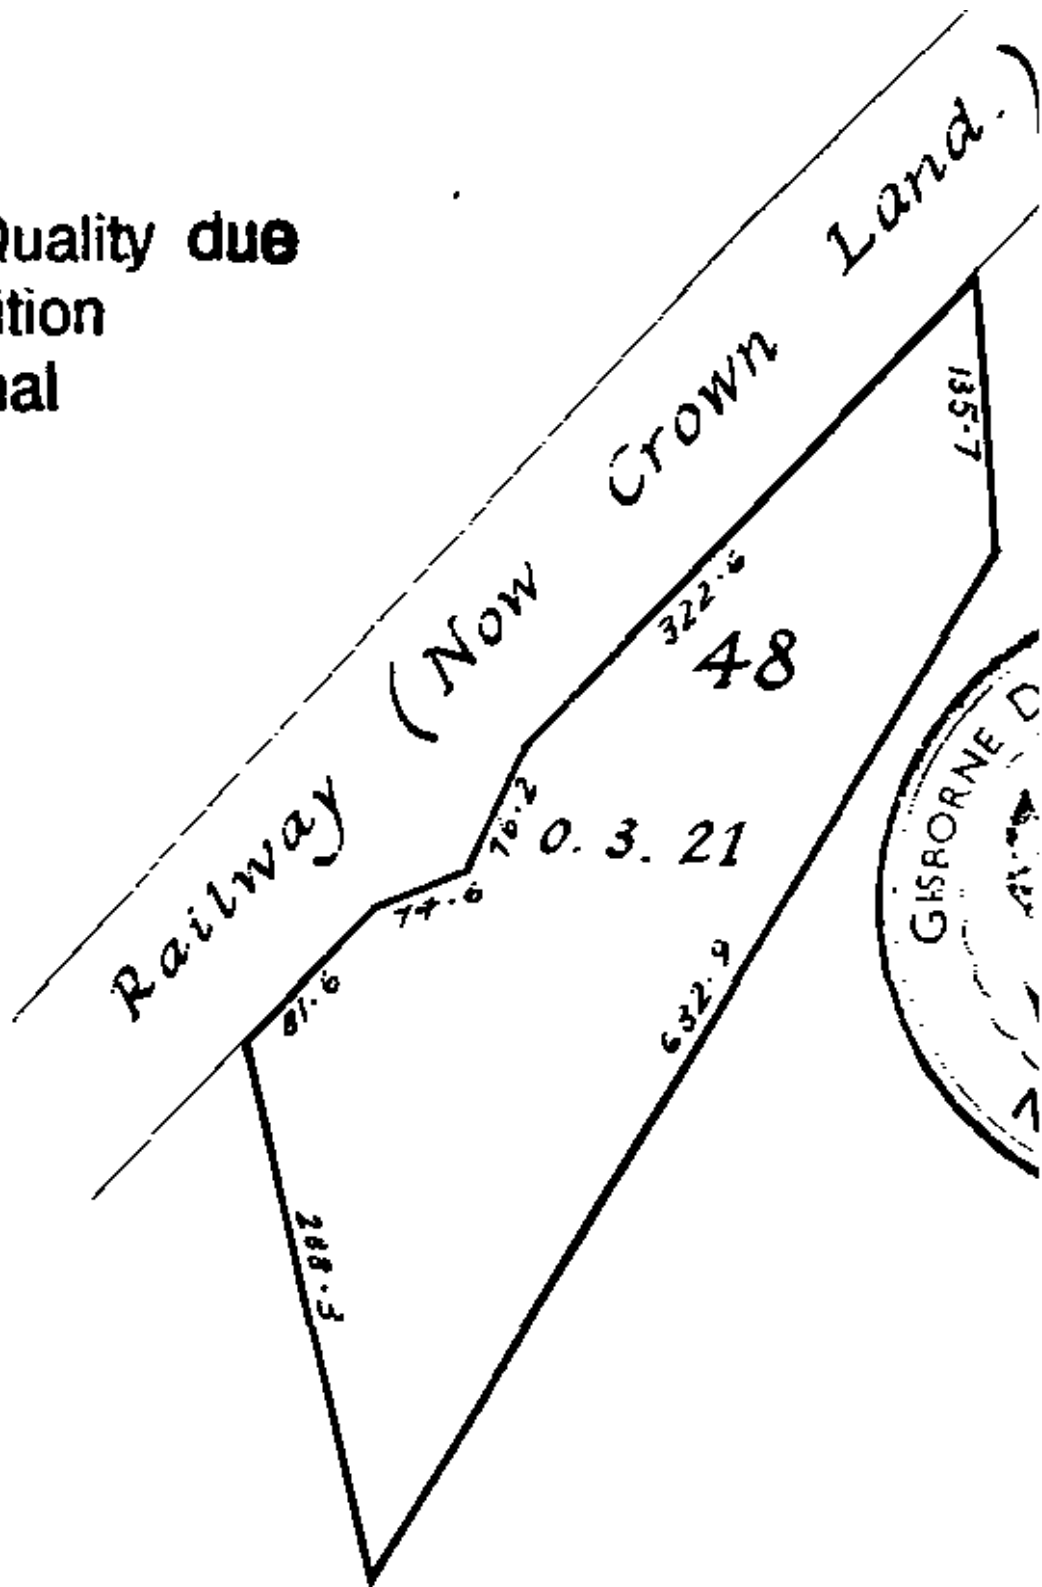 Quality due
ition
nal
Railway (Now Crown Land.)
135.7
322.6
48
76.2
0. 3. 21
74.6
81.6
632.9
288.3
GISBORNE D